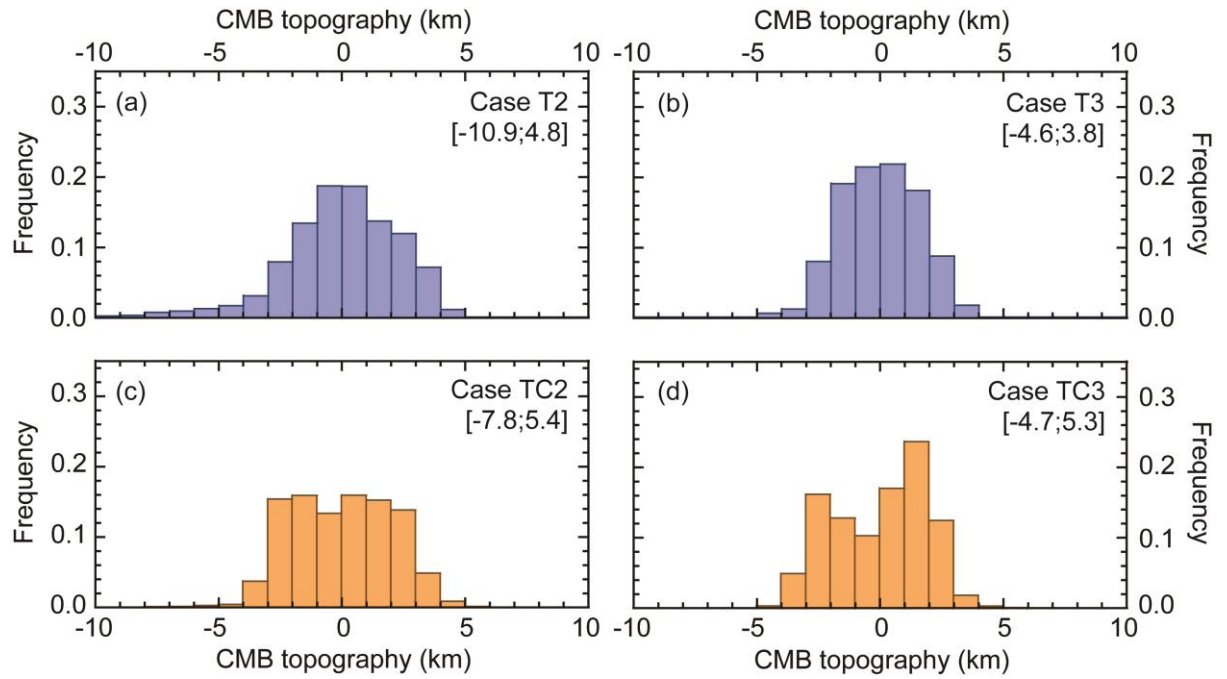 CMB topography (km)
CMB topography (km)
-10 -5 0 5 10
-10 -5 0 5 10
(a)
Case T2
[-10.9;4.8]
(b)
Case T3
[-4.6;3.8]
0.3
0.2
0.1
0.0
Frequency
0.3
0.2
0.1
0.0
Frequency
(c)
Case TC2
[-7.8;5.4]
(d)
Case TC3
[-4.7;5.3]
0.3
0.2
0.1
0.0
Frequency
0.3
0.2
0.1
0.0
Frequency
-10 -5 0 5 10
-10 -5 0 5 10
CMB topography (km)
CMB topography (km)